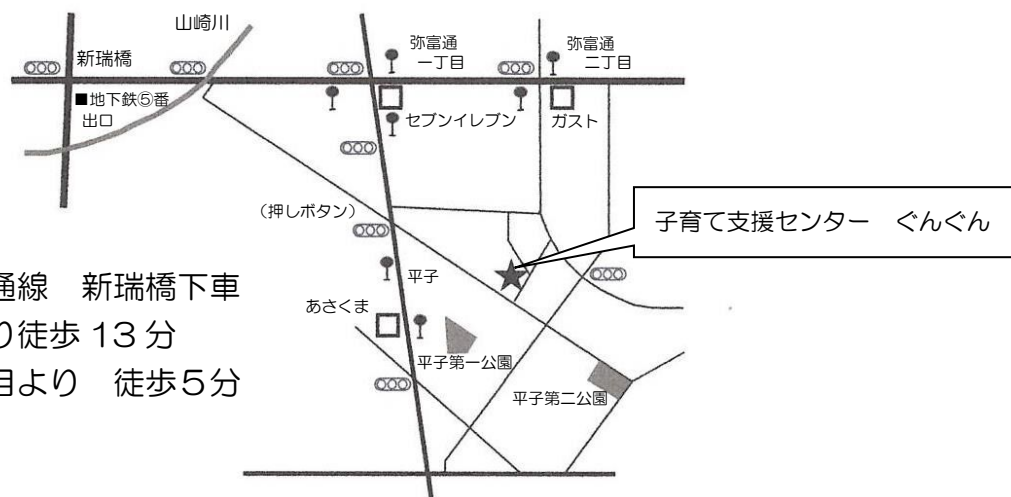 山崎川
新瑞橋
弥富通
一丁目
弥富通
二丁目
■地下鉄⑤番
出口
セブンイレブン
ガスト
(押しボタン)
子育て支援センター　ぐんぐん
平子
通線　新瑞橋下車
あさくま
り徒歩 13 分
平子第一公園
目より　徒歩５分
平子第二公園